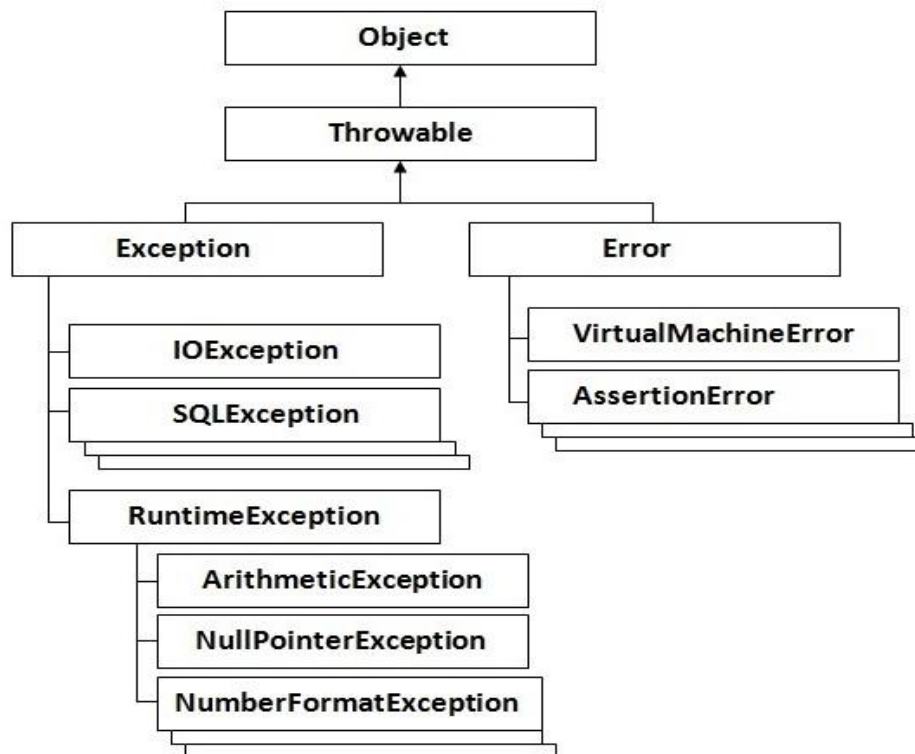 Object
Throwable
Exception
Error
IOException
SQLException
RuntimeException
ArithmeticException
NullPointerException
NumberFormatException
VirtualMachineError
AssertionError